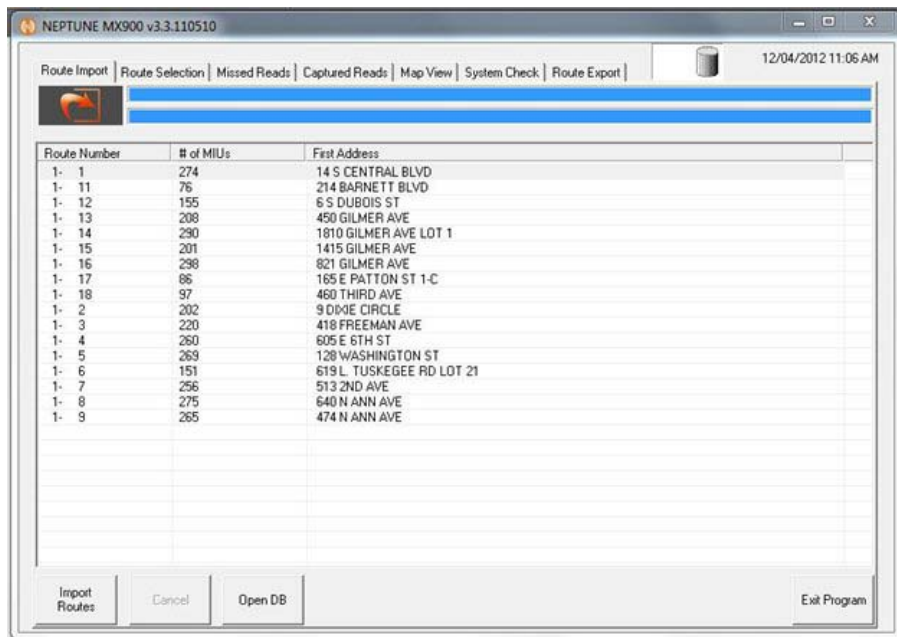 NEPTUNE MX900 v3.3.110510
12/04/2012 11:06 AM
Route Import Route Selection Missed Reads Captured Reads Map View System Check Route Export
Route Number # of MIUs First Address
1- 1 274 14 S CENTRAL BLVD
1- 11 76 214 BARNETT BLVD
1- 12 155 6 S DUBOIS ST
1- 13 208 450 GILMER AVE
1- 14 290 1810 GILMER AVE LOT 1
1- 15 201 1415 GILMER AVE
1- 16 298 821 GILMER AVE
1- 17 86 165 E PATTON ST 1-C
1- 18 97 460 THIRD AVE
1- 2 202 9 DIXIE CIRCLE
1- 3 220 418 FREEMAN AVE
1- 4 260 605 E 6TH ST
1- 5 269 128 WASHINGTON ST
1- 6 151 619 L. TUSKEGEE RD LOT 21
1- 7 256 513 2ND AVE
1- 8 275 640 N ANN AVE
1- 9 265 474 N ANN AVE
Import
Routes
Cancel
Open DB
Exit Program